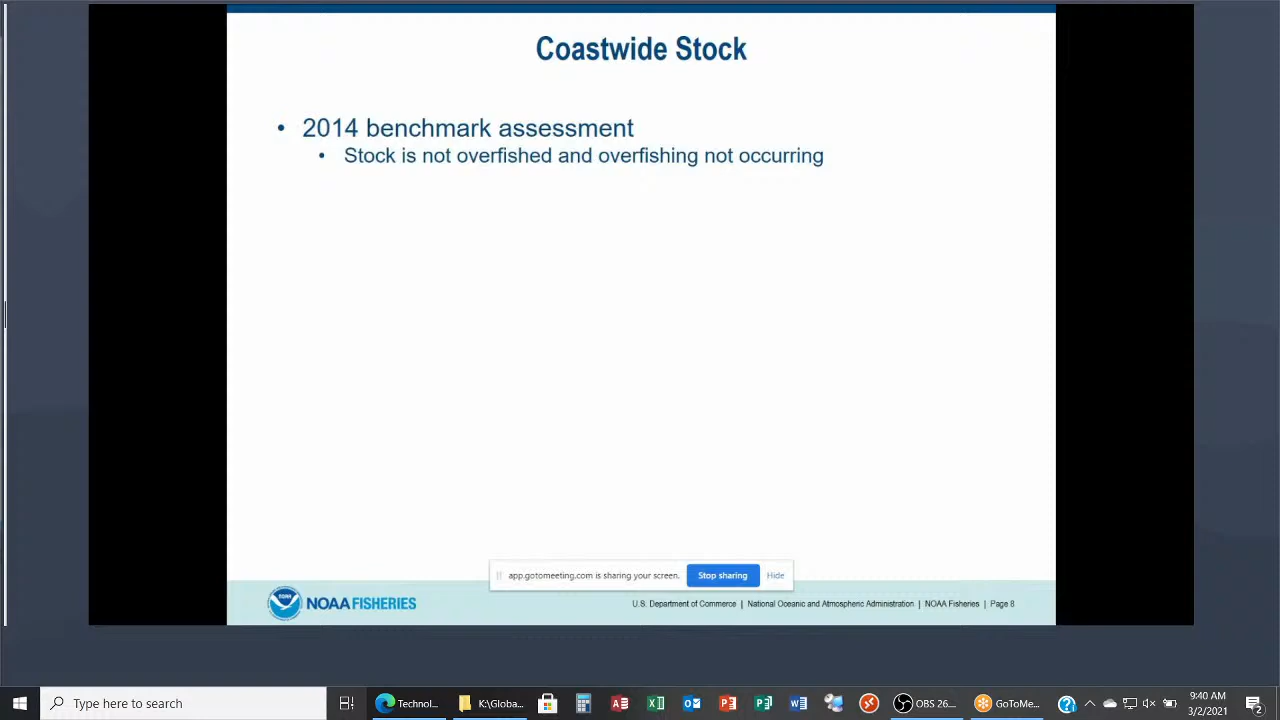 Coastwide Stock
• 2014 benchmark assessment
• Stock is not overfished and overfishing not occurring
app.gotomeeting.com is sharing your screen.
Stop sharing
Hide
NOAA
NOAA FISHERIES
U.S. Department of Commerce | National Oceanic and Atmospheric Administration | NOAA Fisheries | Page 8
Type here to search
Technol...
K:\Globa...
OBS 26....
GoToMe...
9:40 AM
3/2/2021
2